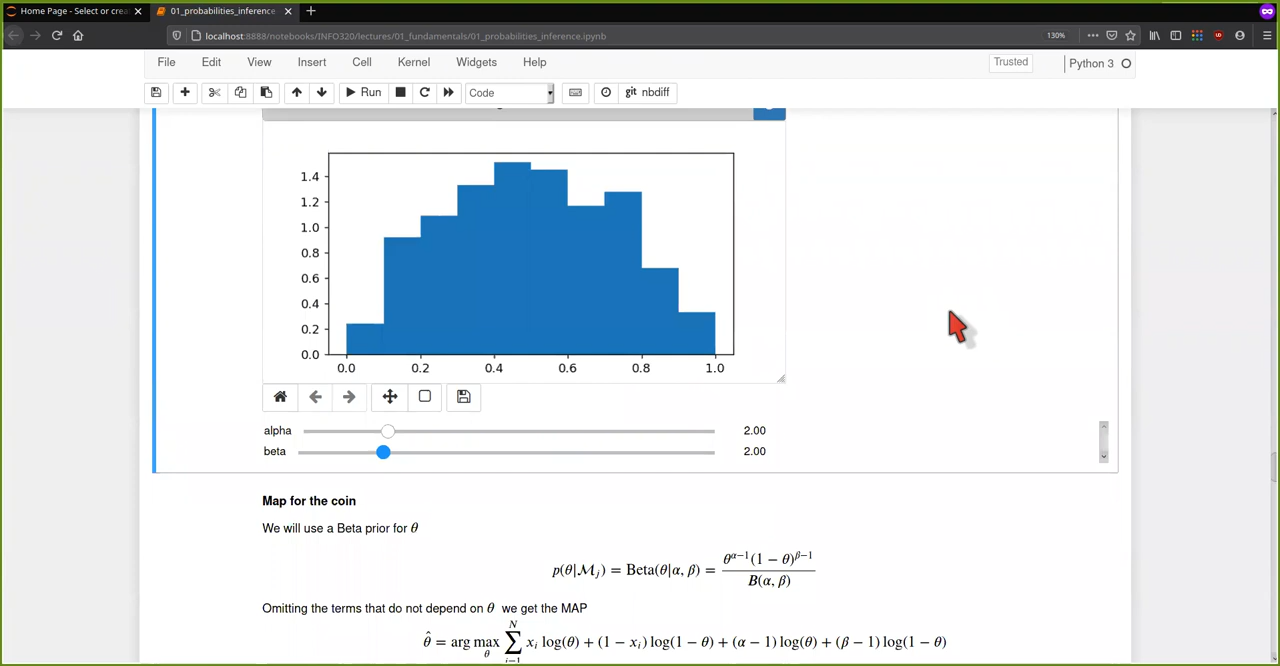 Home Page - Select or crea
01_probabilities_inference.
localhost:8888/notebooks/INFO320/lectures/01_fundamentals/01_probabilities_inference.ipynb
130%
File Edit View Insert Cell Kernel Widgets Help
Trusted
Python 3
Run
Code
git nbdiff
1.4
1.2
1.0
0.8
0.6
0.4
0.2
0.0
0.0 0.2 0.4 0.6 0.8 1.0
alpha 2.00
beta 2.00
Map for the coin
We will use a Beta prior for θ
p(θ|ℳ_j) = Beta(θ|α, β) = θ^{α−1}(1 − θ)^{β−1} / B(α, β)
Omitting the terms that do not depend on θ we get the MAP
θ̂ = arg max_θ ∑_{i=1}^{N} x_i log(θ) + (1 − x_i) log(1 − θ) + (α − 1) log(θ) + (β − 1) log(1 − θ)